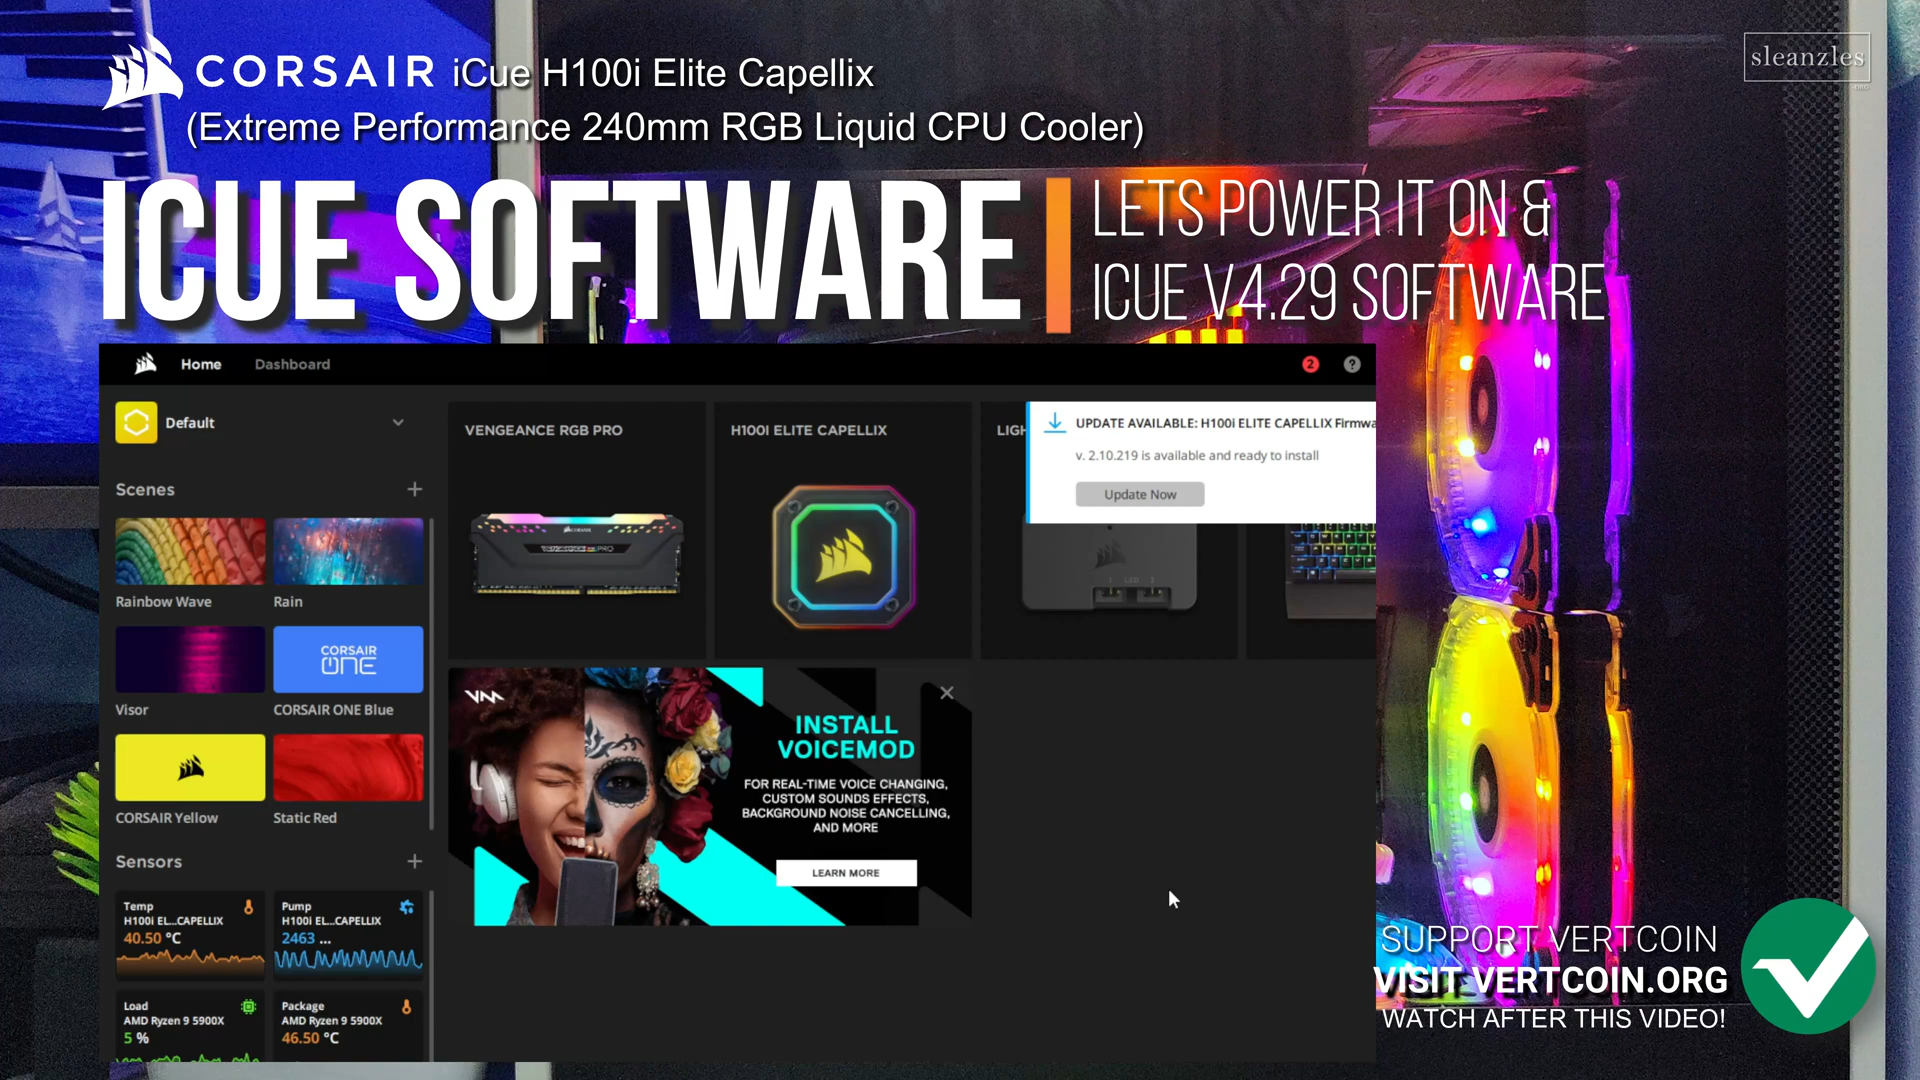 CORSAIR iCue H100i Elite Capellix
(Extreme Performance 240mm RGB Liquid CPU Cooler)
sleanzles
.ORG
ICUE SOFTWARE
LETS POWER IT ON &
ICUE V4.29 SOFTWARE
Home
Dashboard
2
?
Default
Scenes
Rainbow Wave
Rain
Visor
CORSAIR ONE
CORSAIR ONE Blue
CORSAIR Yellow
Static Red
Sensors
Temp
H100i EL...CAPELLIX
40.50 °C
Pump
H100i EL...CAPELLIX
2463 ...
Load
AMD Ryzen 9 5900X
5 %
Package
AMD Ryzen 9 5900X
46.50 °C
VENGEANCE RGB PRO
H100I ELITE CAPELLIX
LIGH
1 LED 2
UPDATE AVAILABLE: H100i ELITE CAPELLIX Firmwa
v. 2.10.219 is available and ready to install
Update Now
VM
INSTALL
VOICEMOD
FOR REAL-TIME VOICE CHANGING,
CUSTOM SOUNDS EFFECTS,
BACKGROUND NOISE CANCELLING,
AND MORE
LEARN MORE
SUPPORT VERTCOIN
VISIT VERTCOIN.ORG
WATCH AFTER THIS VIDEO!